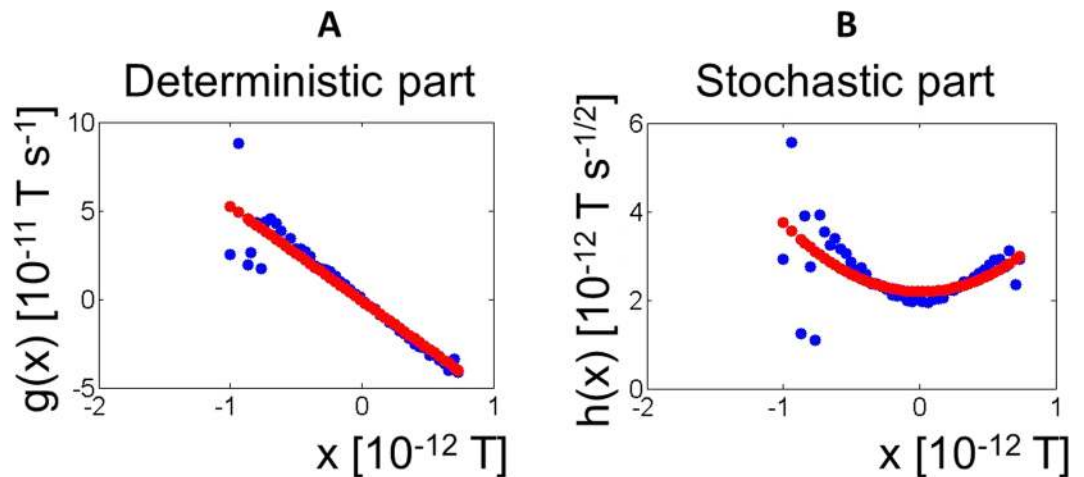 A
Deterministic part
g(x) [10⁻¹¹ T s⁻¹]
10
5
0
-5
-2
-1
0
1
x [10⁻¹² T]
B
Stochastic part
h(x) [10⁻¹² T s⁻¹/²]
6
4
2
0
-2
-1
0
1
x [10⁻¹² T]